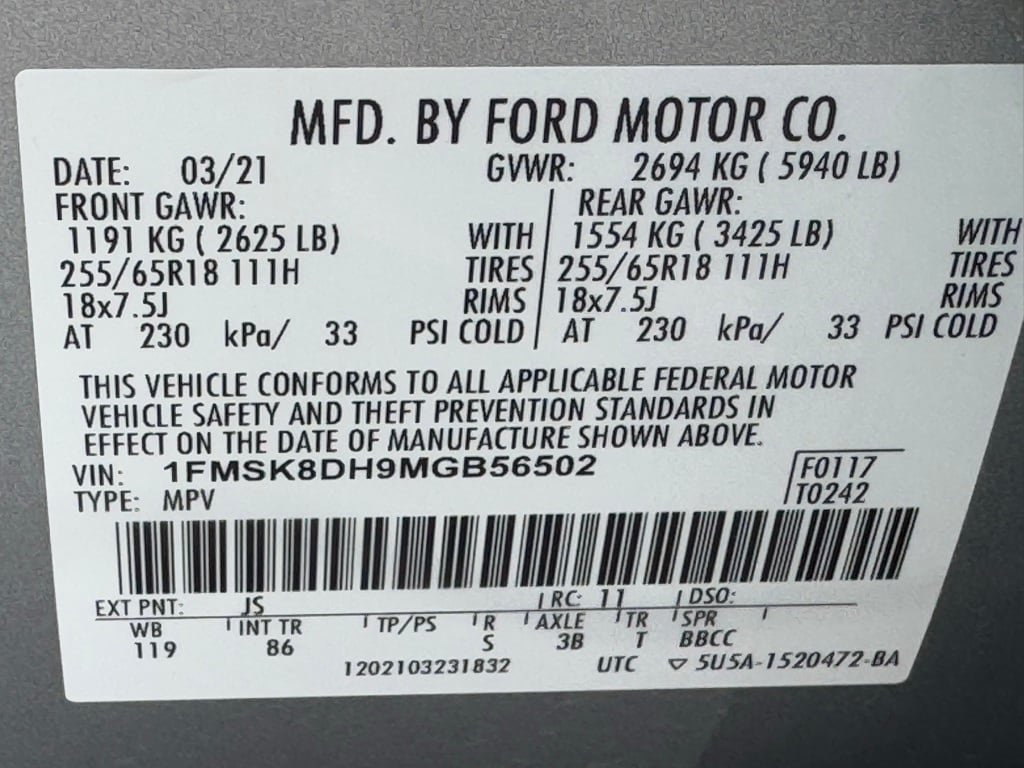 MFD. BY FORD MOTOR CO.
DATE: 03/21 GVWR: 2694 KG ( 5940 LB)
FRONT GAWR: REAR GAWR:
1191 KG ( 2625 LB) WITH 1554 KG ( 3425 LB) WITH
255/65R18 111H TIRES 255/65R18 111H TIRES
18x7.5J RIMS 18x7.5J RIMS
AT 230 kPa/ 33 PSI COLD AT 230 kPa/ 33 PSI COLD
THIS VEHICLE CONFORMS TO ALL APPLICABLE FEDERAL MOTOR
VEHICLE SAFETY AND THEFT PREVENTION STANDARDS IN
EFFECT ON THE DATE OF MANUFACTURE SHOWN ABOVE.
VIN: 1FMSK8DH9MGB56502 F0117
TYPE: MPV T0242
EXT PNT: JS RC: 11 DSO:
WB INT TR TP/PS R AXLE TR SPR
119 86 S 3B T BBCC
1202103231832 UTC ▽ 5U5A-1520472-BA